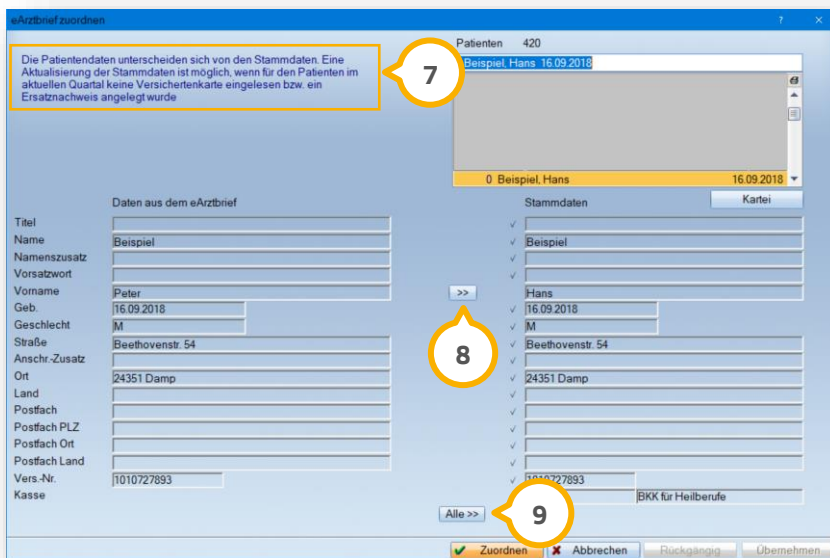 eArztbrief zuordnen ? ×
Patienten 420
Die Patientendaten unterscheiden sich von den Stammdaten. Eine
Aktualisierung der Stammdaten ist möglich, wenn für den Patienten im
aktuellen Quartal keine Versichertenkarte eingelesen bzw. ein
Ersatznachweis angelegt wurde
7
Beispiel, Hans 16.09.2018
0 Beispiel, Hans 16.09.2018
Daten aus dem eArztbrief Stammdaten Kartei
Titel √
Name Beispiel √ Beispiel
Namenszusatz √
Vorsatzwort √
Vorname Peter >> Hans
Geb. 16.09.2018 √ 16.09.2018
Geschlecht M √ M
8
Straße Beethovenstr. 54 √ Beethovenstr. 54
Anschr.-Zusatz √
Ort 24351 Damp √ 24351 Damp
Land √
Postfach √
Postfach PLZ √
Postfach Ort √
Postfach Land √
Vers.-Nr. 1010727893 √ 1010727893
Kasse BKK für Heilberufe
Alle >> 9
Zuordnen Abbrechen Rückgängig Übernehmen